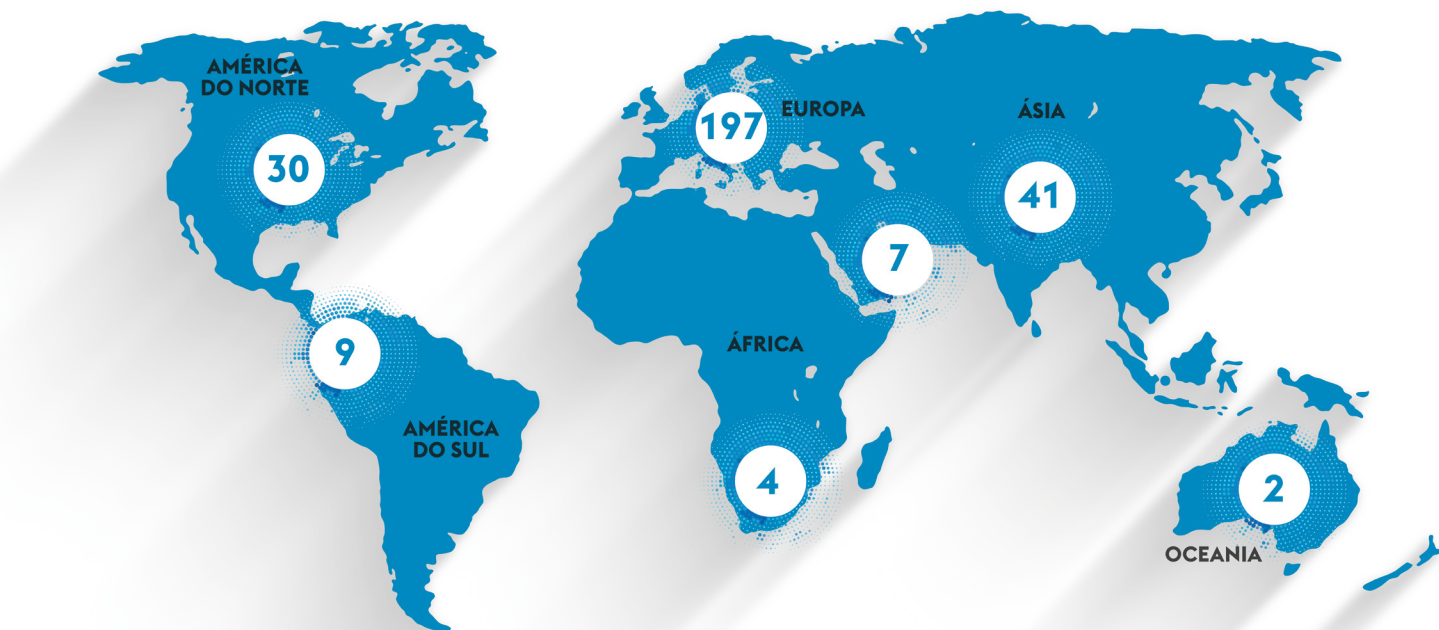 AMÉRICA
DO NORTE
30
197
EUROPA
ÁSIA
41
7
9
ÁFRICA
AMÉRICA
DO SUL
4
2
OCEANIA